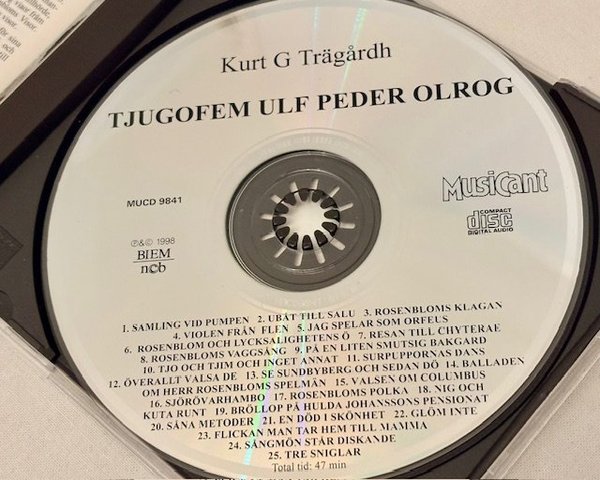 Kurt G Trägårdh
TJUGOFEM ULF PEDER OLROG
MusiCant
MUCD 9841
COMPACT
disc
DIGITAL AUDIO
℗&© 1998
BIEM
ncb
1. SAMLING VID PUMPEN 2. UBÅT TILL SALU 3. ROSENBLOMS KLAGAN
4. VIOLEN FRÅN FLEN 5. JAG SPELAR SOM ORFEUS
6. ROSENBLOM OCH LYCKSALIGHETENS Ö 7. RESAN TILL CHYTERAE
8. ROSENBLOMS VAGGSÅNG 9. PÅ EN LITEN SMUTSIG BAKGARD
10. TJO OCH TJIM OCH INGET ANNAT 11. SURPUPPORNAS DANS
12. ÖVERALLT VALSA DE 13. SE SUNDBYBERG OCH SEDAN DÖ 14. BALLADEN
OM HERR ROSENBLOMS SPELMÄN 15. VALSEN OM COLUMBUS
16. SJÖRÖVARHAMBO 17. ROSENBLOMS POLKA 18. MIG OCH
KUTA RUNT 19. BRÖLLOP PÅ HULDA JOHANSSONS PENSIONAT
20. SÅNA METODER 21. EN DÖD I SKÖNHET 22. GLÖM INTE
23. FLICKAN MAN TAR HEM TILL MAMMA
24. SÅNGMÖN STÅR DISKANDE
25. TRE SNIGLAR
Total tid: 47 min